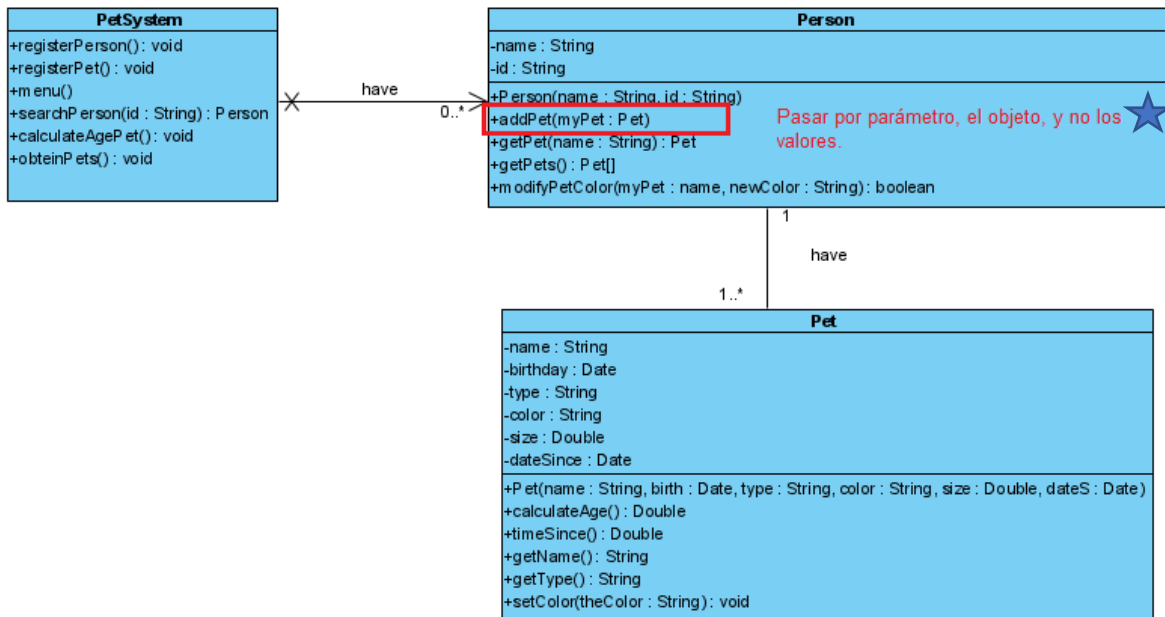 PetSystem
+registerPerson() : void
+registerPet() : void
+menu()
+searchPerson(id : String) : Person
+calculateAgePet() : void
+obteinPets() : void
have
0..*
Person
-name : String
-id : String
+Person(name : String, id : String)
+addPet(myPet : Pet)
+getPet(name : String) : Pet
+getPets() : Pet[]
+modifyPetColor(myPet : name, newColor : String) : boolean
Pasar por parámetro, el objeto, y no los
valores.
1
have
1..*
Pet
-name : String
-birthday : Date
-type : String
-color : String
-size : Double
-dateSince : Date
+Pet(name : String, birth : Date, type : String, color : String, size : Double, dateS : Date)
+calculateAge() : Double
+timeSince() : Double
+getName() : String
+getType() : String
+setColor(theColor : String) : void